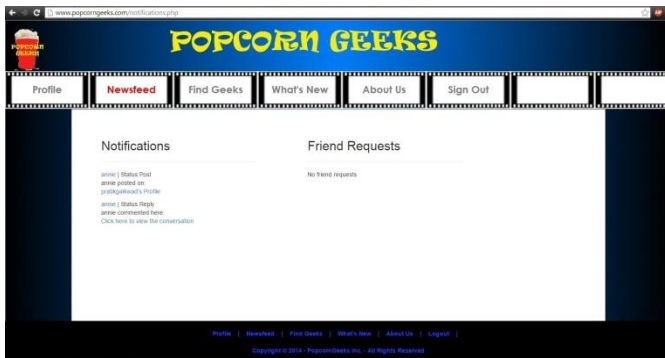 www.popcorngeeks.com/notifications.php
POPCORN GEEKS
POPCORN GEEKS
Profile
Newsfeed
Find Geeks
What's New
About Us
Sign Out
Notifications
annie | Status Post
annie posted on:
pratikgaikwad's Profile
annie | Status Reply
annie commented here.
Click here to view the conversation
Friend Requests
No friend requests
Profile | Newsfeed | Find Geeks | What's New | About Us | Logout |
Copyright © 2014 - PopcornGeeks Inc. - All Rights Reserved